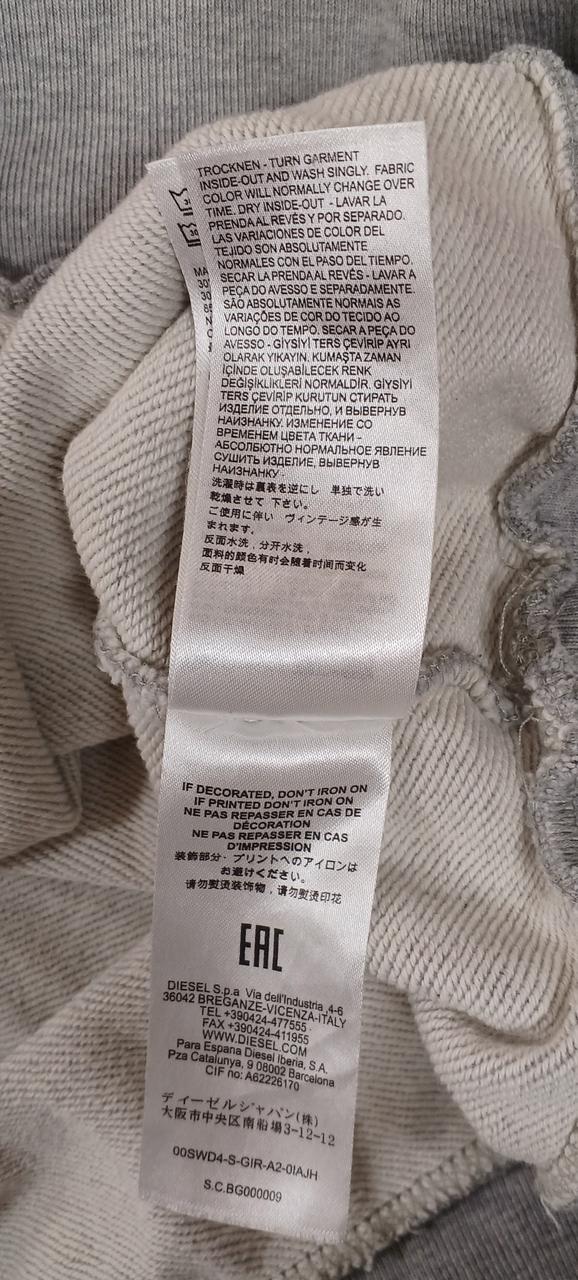 TROCKNEN - TURN GARMENT
INSIDE-OUT AND WASH SINGLY. FABRIC
COLOR WILL NORMALLY CHANGE OVER
TIME. DRY INSIDE-OUT - LAVAR LA
PRENDA AL REVÉS Y POR SEPARADO.
LAS VARIACIONES DE COLOR DEL
TEJIDO SON ABSOLUTAMENTE
NORMALES CON EL PASO DEL TIEMPO.
SECAR LA PRENDA AL REVÉS - LAVAR A
PEÇA DO AVESSO E SEPARADAMENTE.
SÃO ABSOLUTAMENTE NORMAIS AS
VARIAÇÕES DE COR DO TECIDO AO
LONGO DO TEMPO. SECAR A PEÇA DO
AVESSO - GİYSİYİ TERS ÇEVİRİP AYRI
OLARAK YIKAYIN. KUMAŞTA ZAMAN
İÇİNDE OLUŞABİLECEK RENK
DEĞİŞİKLİKLERİ NORMALDİR. GİYSİYİ
TERS ÇEVİRİP KURUTUN СТИРАТЬ
ИЗДЕЛИЕ ОТДЕЛЬНО, И ВЫВЕРНУВ
НАИЗНАНКУ. ИЗМЕНЕНИЕ СО
ВРЕМЕНЕМ ЦВЕТА ТКАНИ -
АБСОЛЮТНО НОРМАЛЬНОЕ ЯВЛЕНИЕ
СУШИТЬ ИЗДЕЛИЕ, ВЫВЕРНУВ
НАИЗНАНКУ -
洗濯時は裏表を逆にし 単独で洗い
乾燥させて 下さい。
ご使用に伴い ヴィンテージ感が生
まれます。
反面水洗，分开水洗，
面料的颜色有时会随着时间而变化
反面干燥
IF DECORATED, DON'T IRON ON
IF PRINTED DON'T IRON ON
NE PAS REPASSER EN CAS DE
DÉCORATION
NE PAS REPASSER EN CAS
D'IMPRESSION
装飾部分・プリントへのアイロンは
お避けください。
请勿熨烫装饰物，请勿熨烫印花
EAC
DIESEL S.p.a Via dell'Industria ,4-6
36042 BREGANZE-VICENZA-ITALY
TEL +390424-477555
FAX +390424-411955
WWW.DIESEL.COM
Para Espana Diesel Iberia, S.A.
Pza Catalunya, 9 08002 Barcelona
CIF no: A62226170
ディーゼルジャパン(株)
大阪市中央区南船場3-12-12
00SWD4-S-GIR-A2-0IAJH
S.C.BG000009